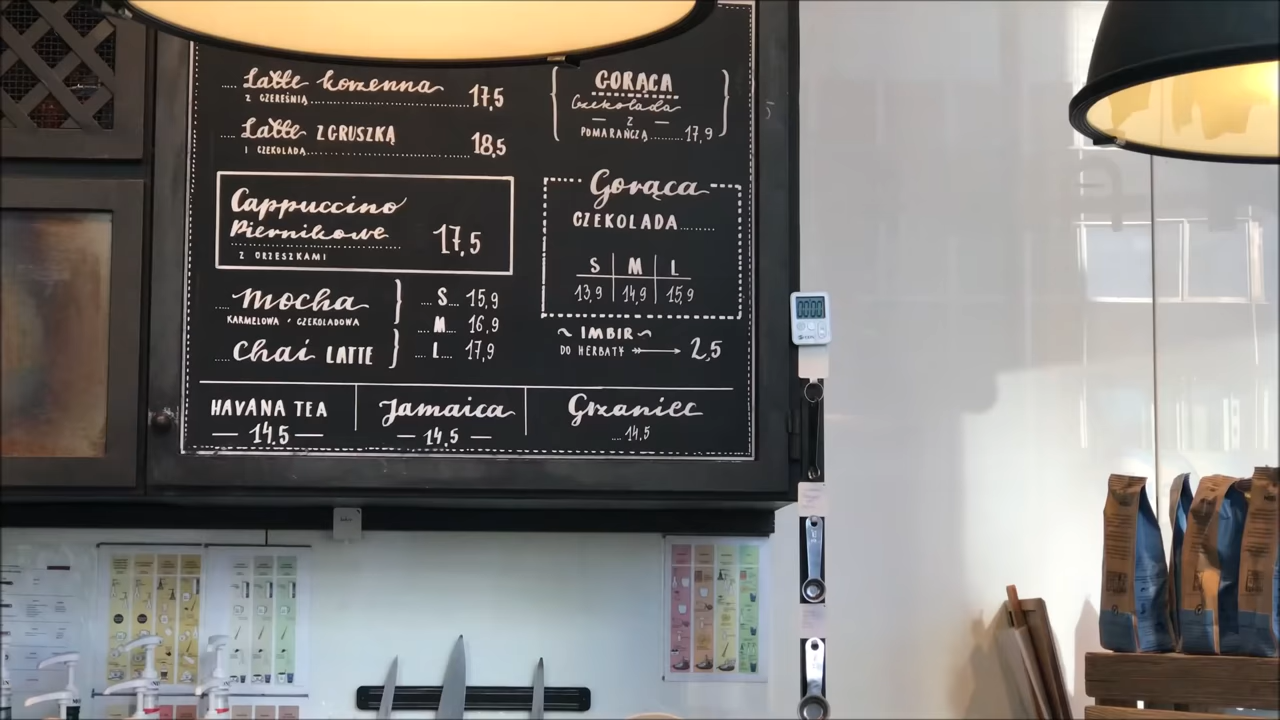 Latte korzenna 17,5
Z CZEREŚNIĄ
Latte Z GRUSZKĄ 18,5
I CZEKOLADĄ
Cappuccino
Piernikowe 17,5
Z ORZESZKAMI
Mocha
KARMELOWA · CZEKOLADOWA
Chai LATTE
S 15,9
M 16,9
L 17,9
GORĄCA
Czekolada
Z
POMARAŃCZĄ 17,9
Gorąca
CZEKOLADA
S M L
13,9 14,9 15,9
~ IMBIR ~
DO HERBATY 2,5
HAVANA TEA
14,5
Jamaica
14,5
Grzaniec
14,5
00:00